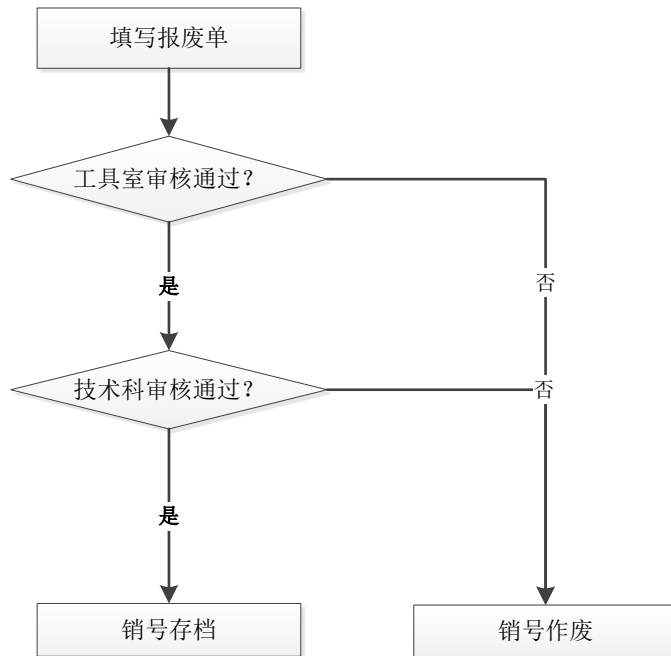 填写报废单
工具室审核通过?
是
否
技术科审核通过?
否
是
销号存档
销号作废